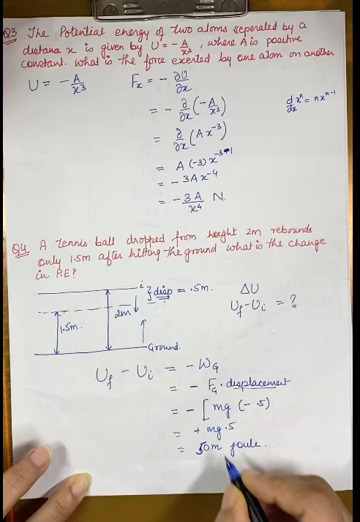 Q3 The Potential energy of two atoms seperated by a
distance x is given by U = -A/x³, where A is positive
constant. What is the force exerted by one atom on another
U = -A/x³   Fx = - ∂U/∂x
= - ∂/∂x (-A/x³)   d/dx xⁿ = nxⁿ⁻¹
= ∂/∂x (Ax⁻³)
= A(-3)x⁻³⁻¹
= -3Ax⁻⁴
= -3A/x⁴ N.
Q4 A tennis ball dropped from height 2m rebounds
only 1.5m after hitting the ground what is the change
in P.E?
i } disp = .5m.   ΔU
Uf - Ui = ?
1.5m.   2m
Ground
Uf - Ui = - WG
= - FG · displacement
= - [mg (- .5)
= + mg .5
= 50m joule.